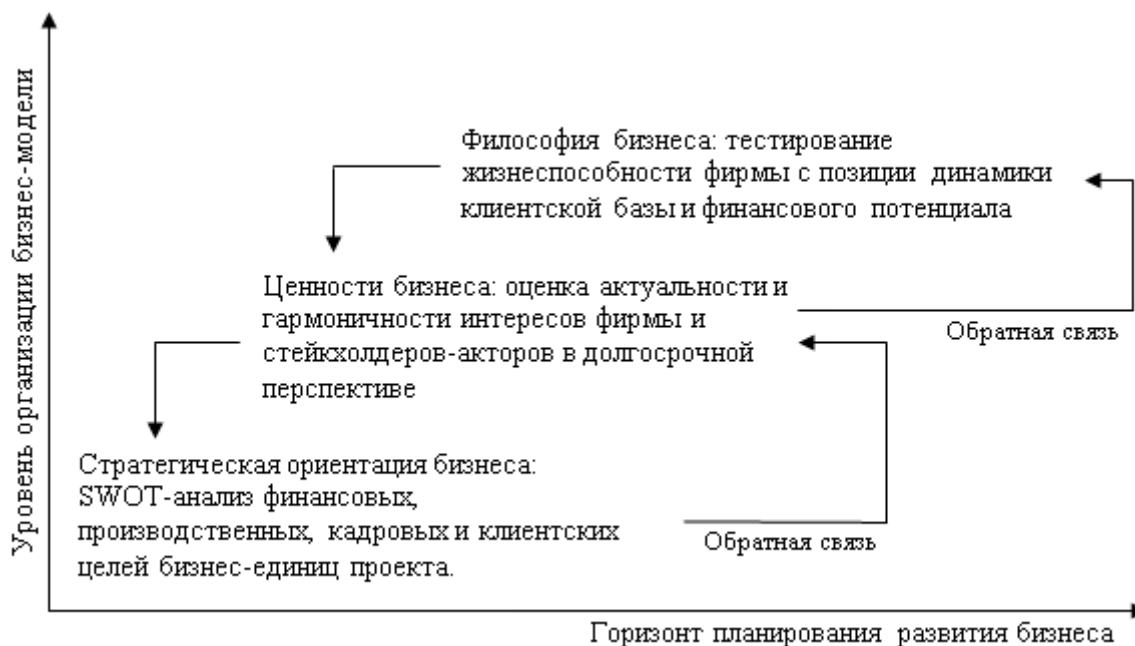 Уровень организации бизнес-модели
Философия бизнеса: тестирование
жизнеспособности фирмы с позиции динамики
клиентской базы и финансового потенциала
Ценности бизнеса: оценка актуальности и
гармоничности интересов фирмы и
стейкхолдеров-акторов в долгосрочной
перспективе
Обратная связь
Стратегическая ориентация бизнеса:
SWOT-анализ финансовых,
производственных, кадровых и клиентских
целей бизнес-единиц проекта.
Обратная связь
Горизонт планирования развития бизнеса